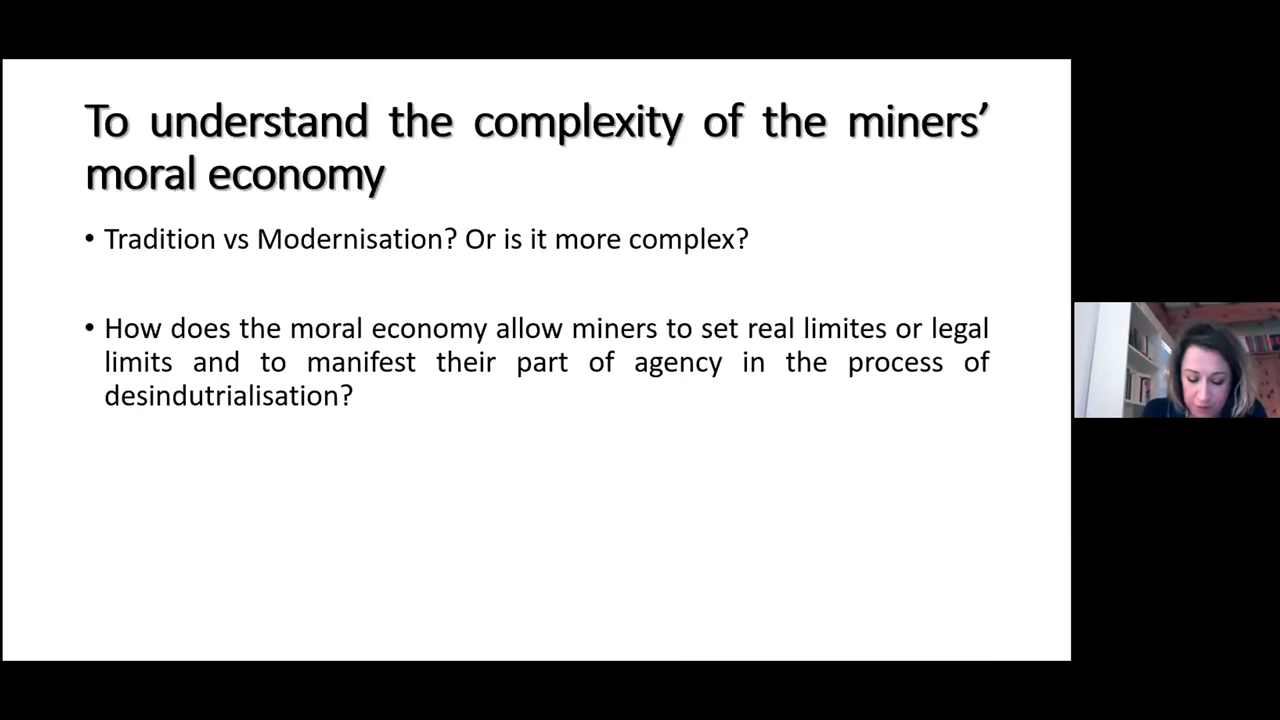 To understand the complexity of the miners’
moral economy
• Tradition vs Modernisation? Or is it more complex?
• How does the moral economy allow miners to set real limites or legal
limits and to manifest their part of agency in the process of
desindutrialisation?